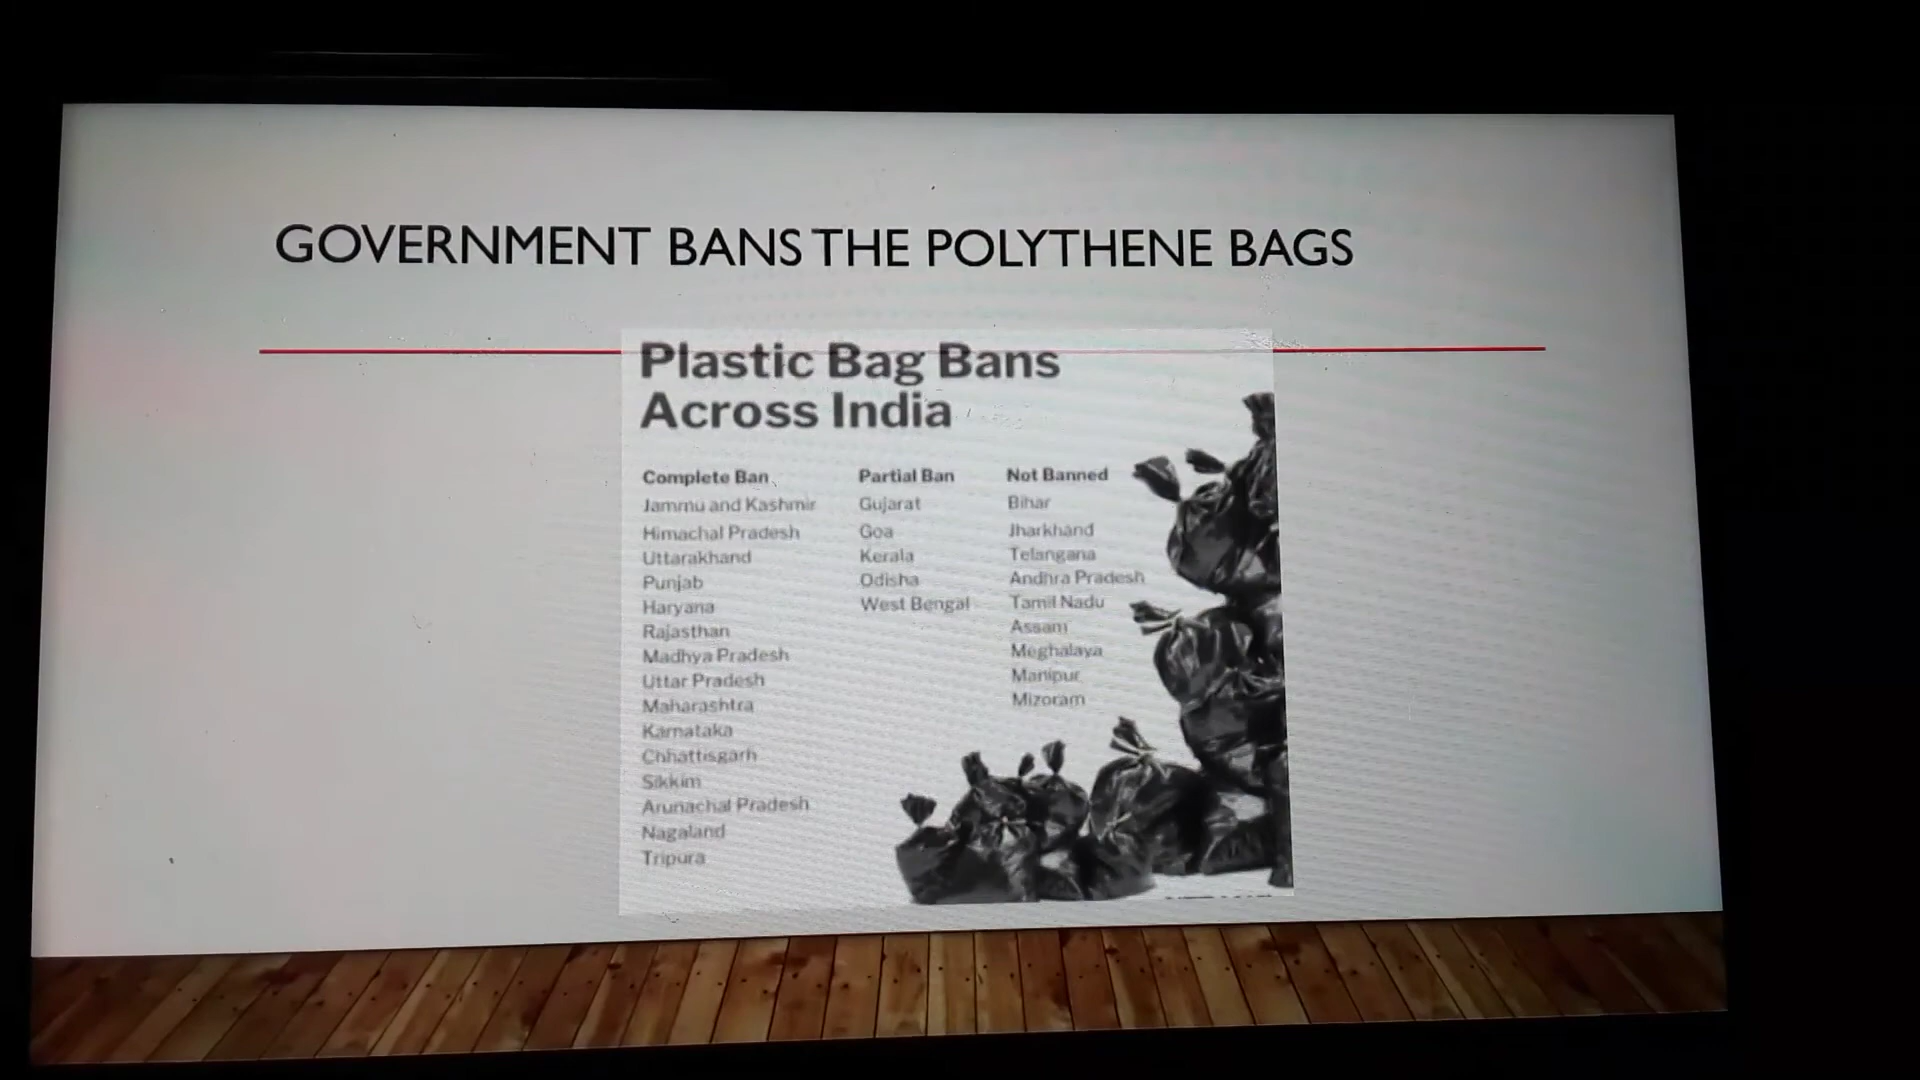 GOVERNMENT BANS THE POLYTHENE BAGS
Plastic Bag Bans
Across India
Complete Ban
Jammu and Kashmir
Himachal Pradesh
Uttarakhand
Punjab
Haryana
Rajasthan
Madhya Pradesh
Uttar Pradesh
Maharashtra
Karnataka
Chhattisgarh
Sikkim
Arunachal Pradesh
Nagaland
Tripura
Partial Ban
Gujarat
Goa
Kerala
Odisha
West Bengal
Not Banned
Bihar
Jharkhand
Telangana
Andhra Pradesh
Tamil Nadu
Assam
Meghalaya
Manipur
Mizoram